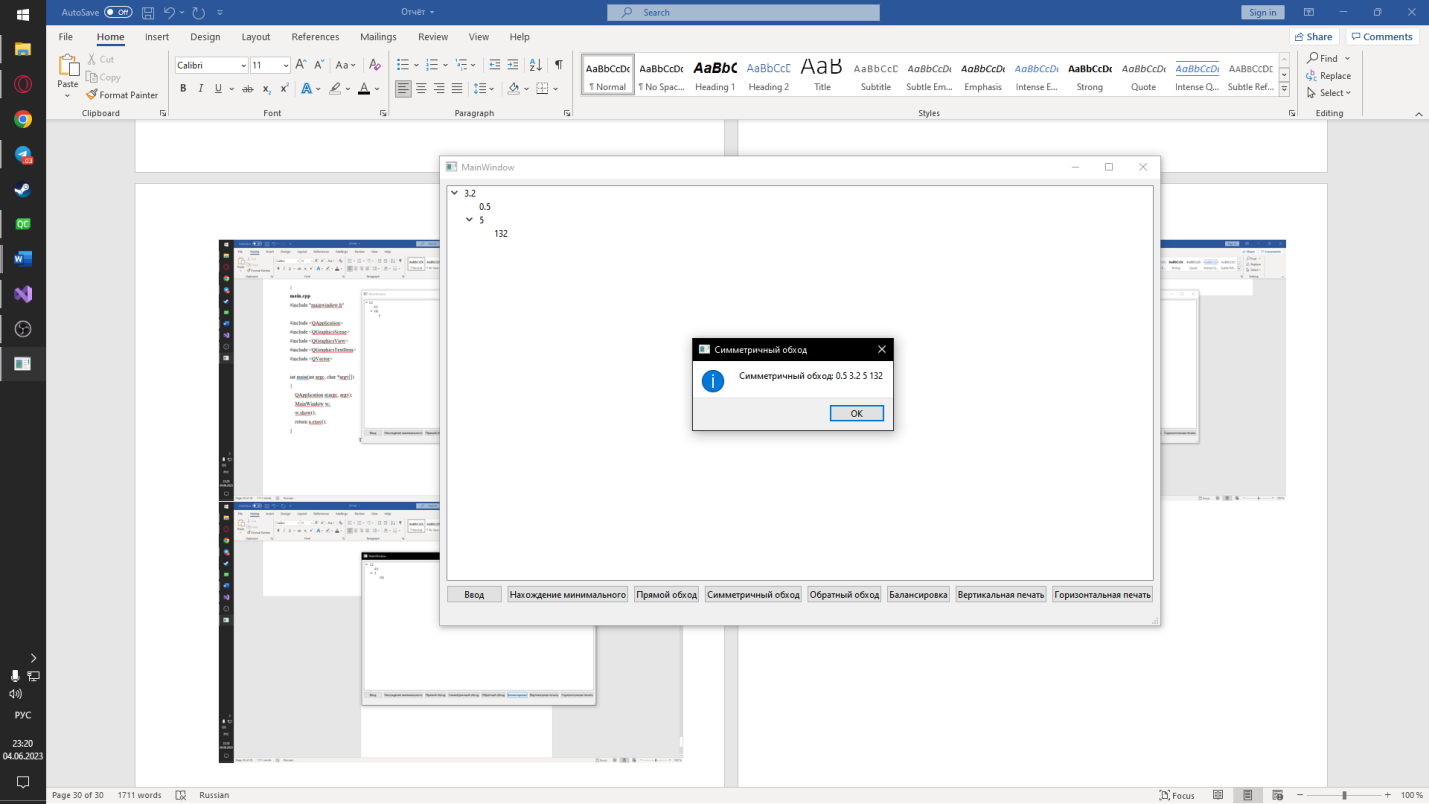 AutoSave Off
Отчёт
Search
Sign in
File Home Insert Design Layout References Mailings Review View Help
Share Comments
Paste
Cut
Copy
Format Painter
Clipboard
Calibri 11
Font
Paragraph
AaBbCcDc AaBbCcDc AaBbC AaBbCcD AaB AaBbCcD AaBbCcDc AaBbCcDc AaBbCcDc AaBbCcDc AaBbCcDc AaBbCcDc AABBCCDD
¶ Normal ¶ No Spac... Heading 1 Heading 2 Title Subtitle Subtle Em... Emphasis Intense E... Strong Quote Intense Q... Subtle Ref...
Styles
Find
Replace
Select
Editing
MainWindow
3.2
0.5
5
132
Симметричный обход
Симметричный обход: 0.5 3.2 5 132
OK
Ввод Нахождение минимального Прямой обход Симметричный обход Обратный обход Балансировка Вертикальная печать Горизонтальная печать
main.cpp
#include "mainwindow.h"
#include <QApplication>
#include <QGraphicsScene>
#include <QGraphicsView>
#include <QGraphicsTextItem>
#include <QVector>
int main(int argc, char *argv[])
{
QApplication a(argc, argv);
MainWindow w;
w.show();
return a.exec();
}
РУС
23:20
04.06.2023
Page 30 of 30 1711 words Russian
Focus
100 %